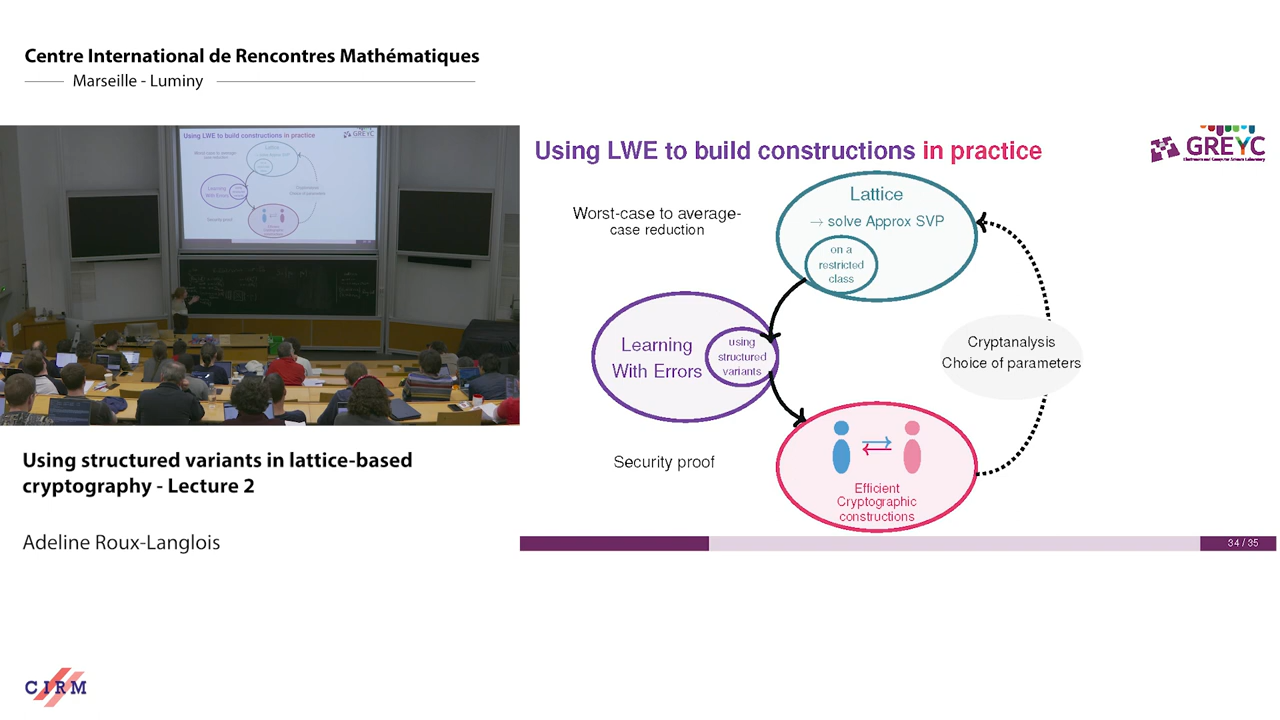 Centre International de Rencontres Mathématiques
Marseille - Luminy
Using LWE to build constructions in practice
GREYC
Worst-case to average-
case reduction
Lattice
→ solve Approx SVP
on a
restricted
class
Learning
With Errors
using
structured
variants
Cryptanalysis
Choice of parameters
Security proof
Efficient
Cryptographic
constructions
34 / 35
Using structured variants in lattice-based
cryptography - Lecture 2
Adeline Roux-Langlois
CIRM